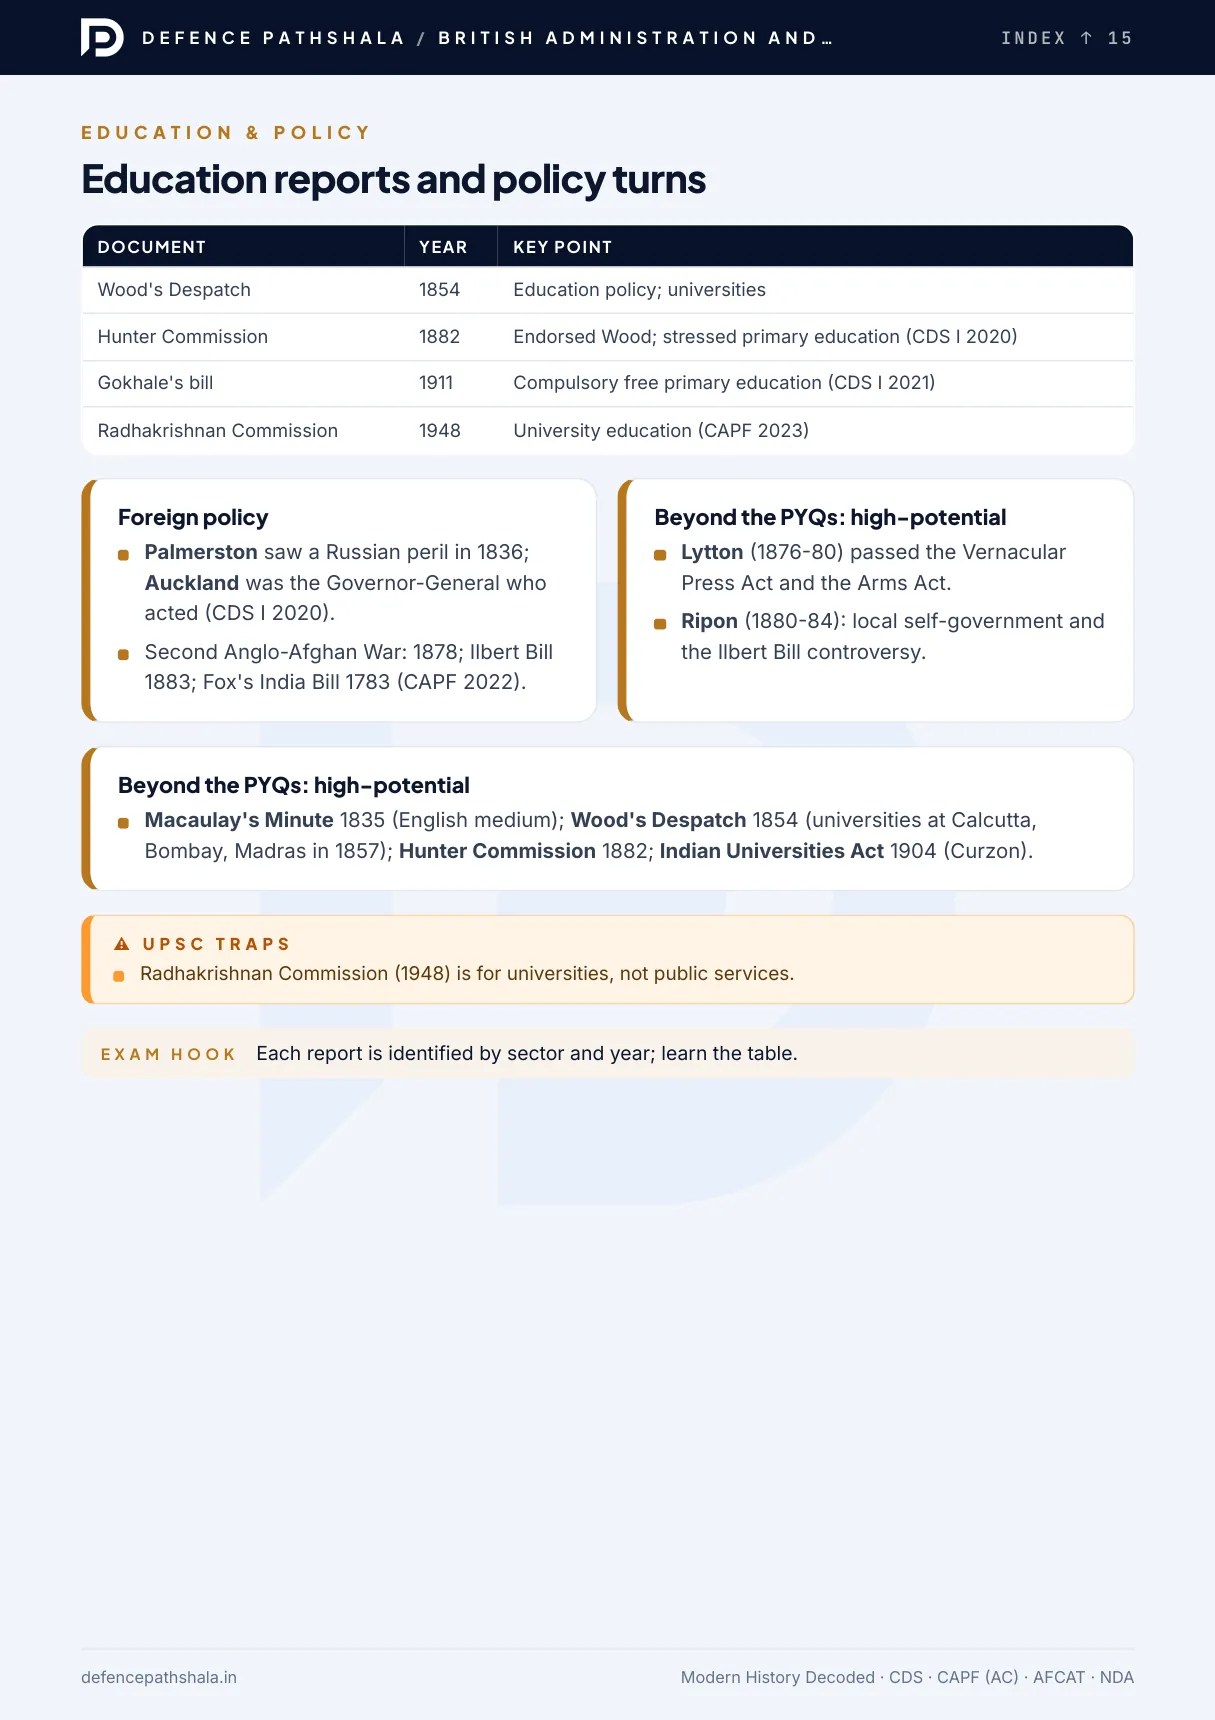 DEFENCE PATHSHALA / BRITISH ADMINISTRATION AND…
INDEX ↑ 15
EDUCATION & POLICY
Education reports and policy turns
DOCUMENT YEAR KEY POINT
Wood's Despatch 1854 Education policy; universities
Hunter Commission 1882 Endorsed Wood; stressed primary education (CDS I 2020)
Gokhale's bill 1911 Compulsory free primary education (CDS I 2021)
Radhakrishnan Commission 1948 University education (CAPF 2023)
Foreign policy
Palmerston saw a Russian peril in 1836;
Auckland was the Governor-General who
acted (CDS I 2020).
Second Anglo-Afghan War: 1878; Ilbert Bill
1883; Fox's India Bill 1783 (CAPF 2022).
Beyond the PYQs: high-potential
Lytton (1876-80) passed the Vernacular
Press Act and the Arms Act.
Ripon (1880-84): local self-government and
the Ilbert Bill controversy.
Beyond the PYQs: high-potential
Macaulay's Minute 1835 (English medium); Wood's Despatch 1854 (universities at Calcutta,
Bombay, Madras in 1857); Hunter Commission 1882; Indian Universities Act 1904 (Curzon).
⚠ UPSC TRAPS
Radhakrishnan Commission (1948) is for universities, not public services.
EXAM HOOK Each report is identified by sector and year; learn the table.
defencepathshala.in
Modern History Decoded · CDS · CAPF (AC) · AFCAT · NDA